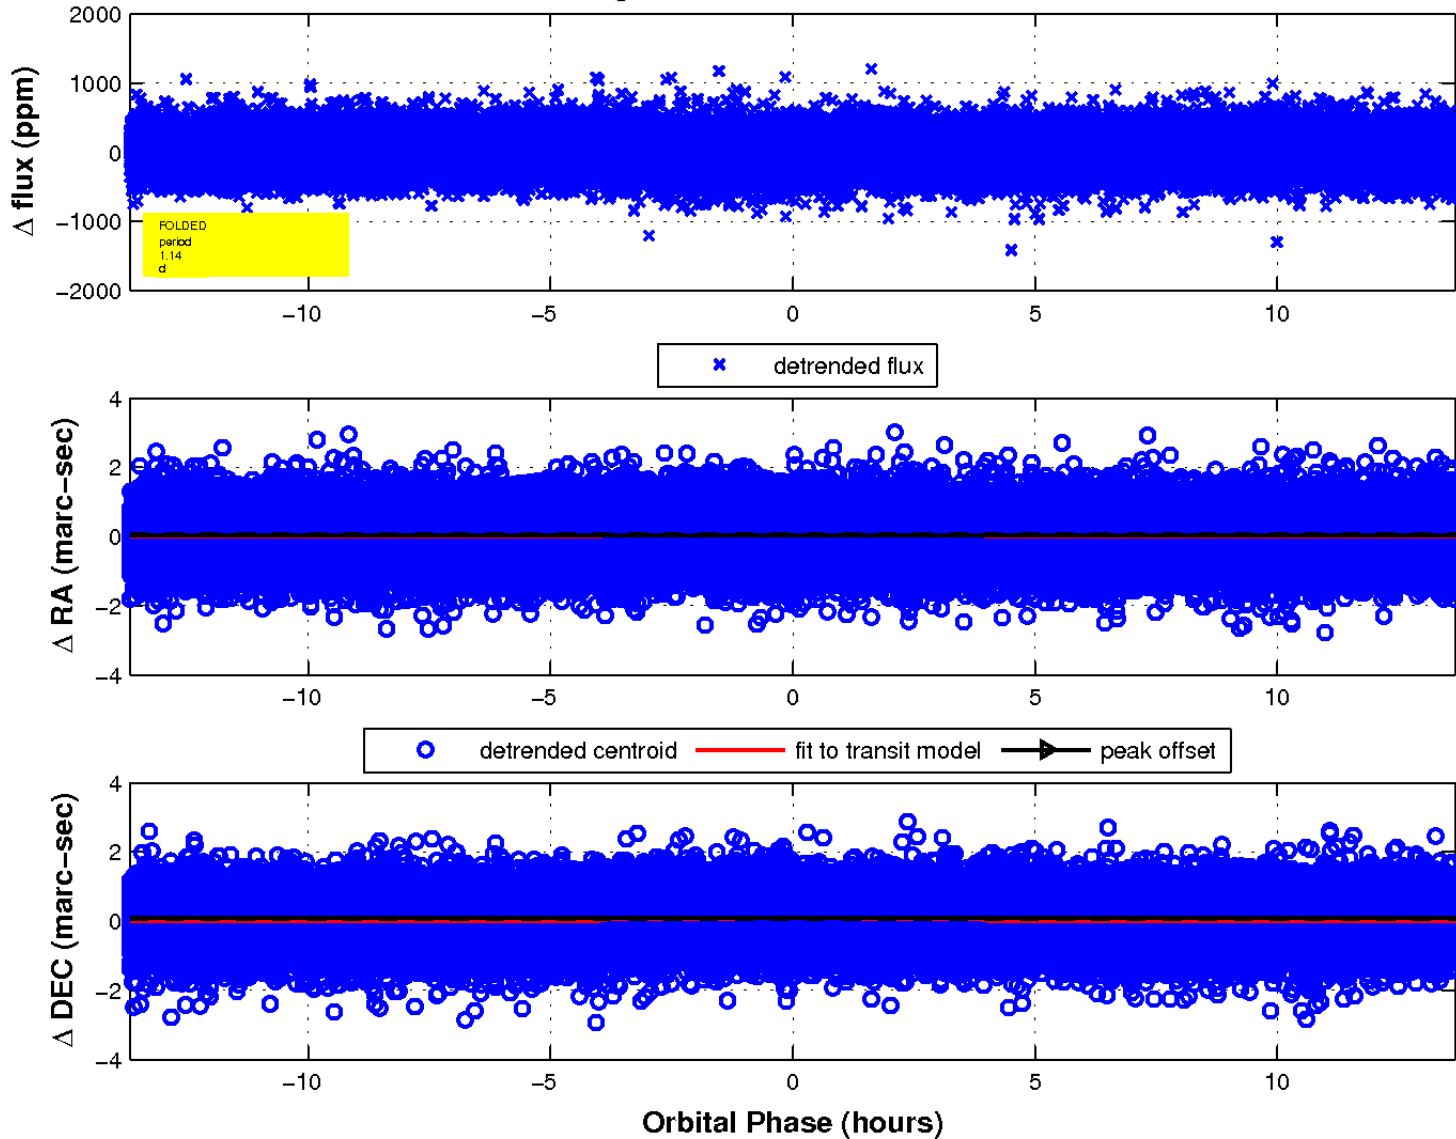 2000
1000
0
−1000
−2000
Δ flux (ppm)
FOLDED
period
1.14
d
−10 −5 0 5 10
detrended flux
4
2
0
−2
−4
Δ RA (marc−sec)
−10 −5 0 5 10
detrended centroid fit to transit model peak offset
4
2
0
−2
−4
Δ DEC (marc−sec)
−10 −5 0 5 10
Orbital Phase (hours)